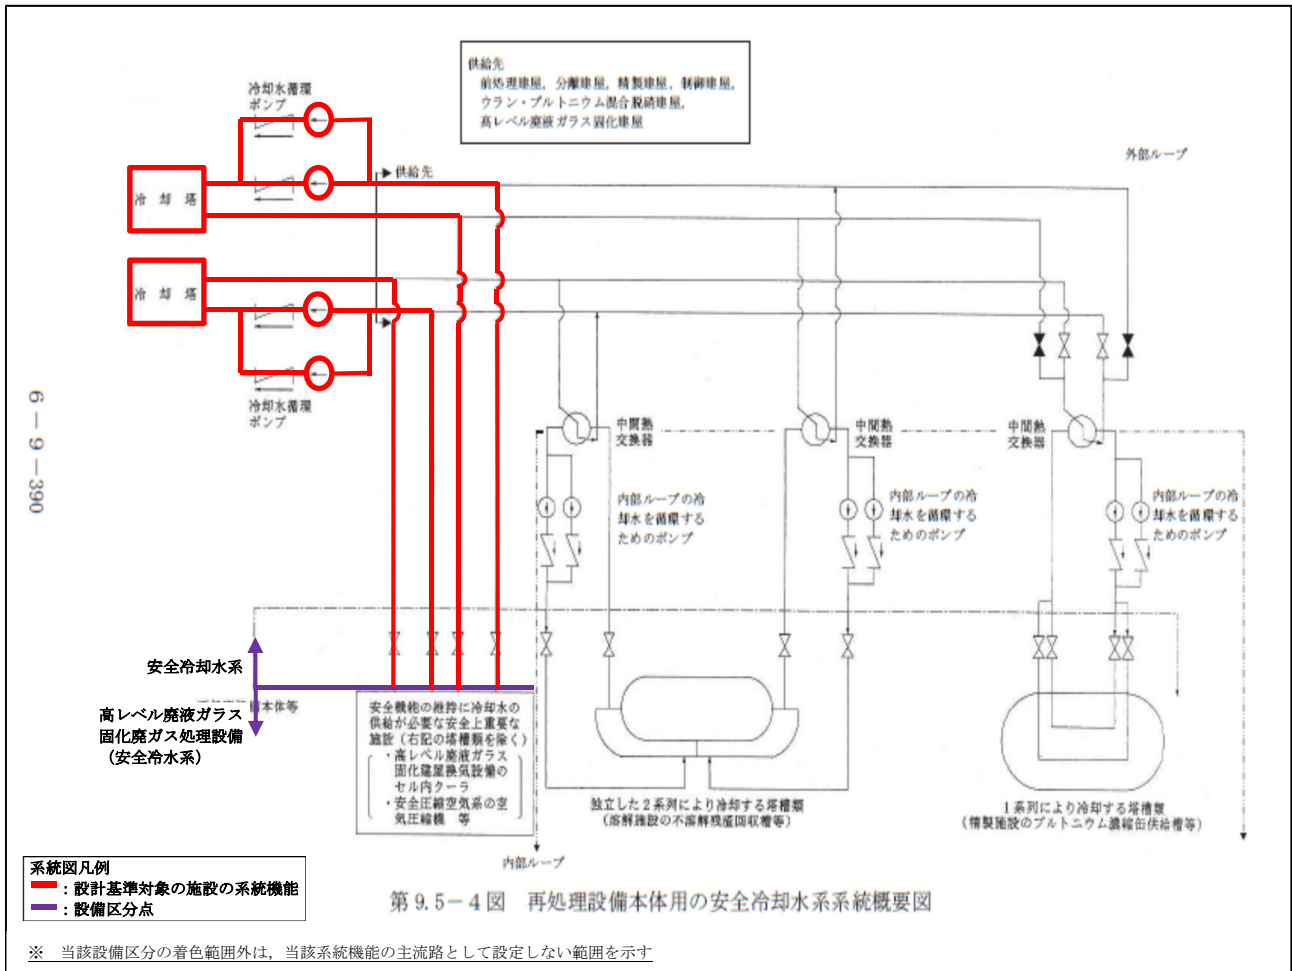 供給先
前処理建屋，分離建屋，精製建屋，制御建屋，
ウラン・プルトニウム混合脱硝建屋，
高レベル廃液ガラス固化建屋
冷却水循環
ポンプ
外部ループ
供給先
冷却塔
冷却塔
冷却水循環
ポンプ
中間熱
交換器
中間熱
交換器
中間熱
交換器
内部ループの冷
却水を循環する
ためのポンプ
内部ループの冷
却水を循環する
ためのポンプ
内部ループの冷
却水を循環する
ためのポンプ
6－9－390
安全冷却水系
本体等
高レベル廃液ガラス
固化廃ガス処理設備
（安全冷水系）
安全機能の維持に冷却水の
供給が必要な安全上重要な
施設（右記の塔槽類を除く）
・高レベル廃液ガラス
固化建屋換気設備の
セル内クーラ
・安全圧縮空気系の空
気圧縮機　等
独立した２系列により冷却する塔槽類
（溶解施設の不溶解残渣回収槽等）
１系列により冷却する塔槽類
（精製施設のプルトニウム濃縮缶供給槽等）
内部ループ
系統図凡例
：設計基準対象の施設の系統機能
：設備区分点
第9.5－4図　再処理設備本体用の安全冷却水系系統概要図
※　当該設備区分の着色範囲外は，当該系統機能の主流路として設定しない範囲を示す